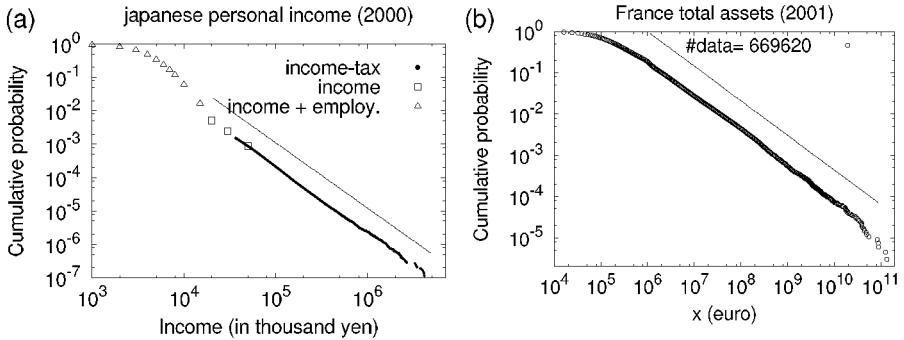 (a)
japanese personal income (2000)
Cumulative probability
10^0
10^-1
10^-2
10^-3
10^-4
10^-5
10^-6
10^-7
income-tax
income
income + employ.
10^3
10^4
10^5
10^6
Income (in thousand yen)
(b)
France total assets (2001)
Cumulative probability
10^0
10^-1
10^-2
10^-3
10^-4
10^-5
#data= 669620
10^4
10^5
10^6
10^7
10^8
10^9
10^10
10^11
x (euro)